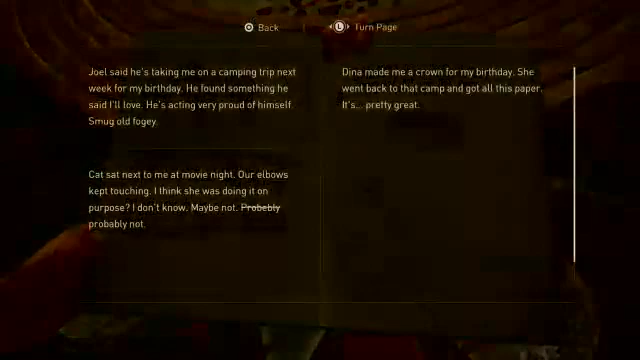 Back
L Turn Page
Joel said he's taking me on a camping trip next
week for my birthday. He found something he
said I'll love. He's acting very proud of himself.
Smug old fogey.
Cat sat next to me at movie night. Our elbows
kept touching. I think she was doing it on
purpose? I don't know. Maybe not. Probebly
probably not.
Dina made me a crown for my birthday. She
went back to that camp and got all this paper.
It's... pretty great.